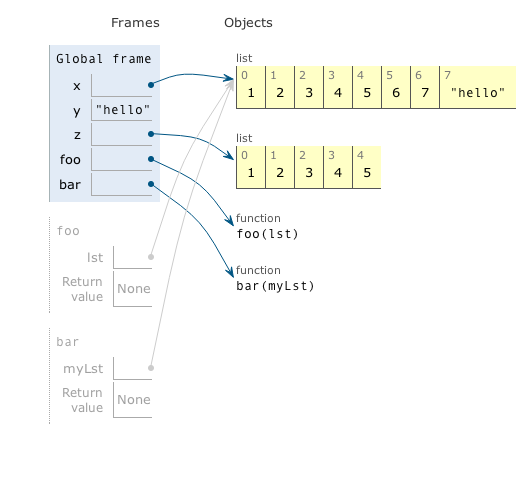 Frames Objects
Global frame
x
y "hello"
z
foo
bar
list
0 1 2 3 4 5 6 7
1 2 3 4 5 6 7 "hello"
list
0 1 2 3 4
1 2 3 4 5
function
foo(lst)
function
bar(myLst)
foo
lst
Return
value None
bar
myLst
Return
value None